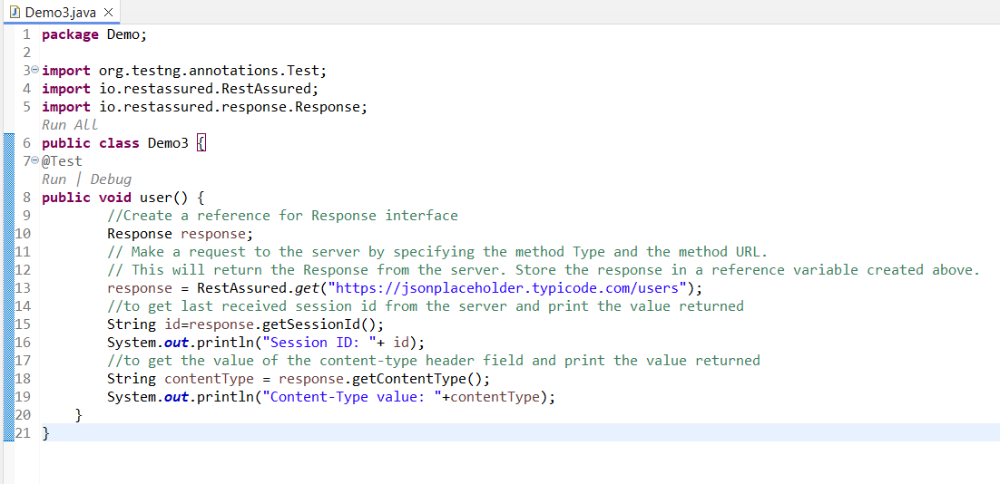 Demo3.java
1 package Demo;
2
3 import org.testng.annotations.Test;
4 import io.restassured.RestAssured;
5 import io.restassured.response.Response;
Run All
6 public class Demo3 {
7 @Test
Run | Debug
8 public void user() {
9 //Create a reference for Response interface
10 Response response;
11 // Make a request to the server by specifying the method Type and the method URL.
12 // This will return the Response from the server. Store the response in a reference variable created above.
13 response = RestAssured.get("https://jsonplaceholder.typicode.com/users");
14 //to get last received session id from the server and print the value returned
15 String id=response.getSessionId();
16 System.out.println("Session ID: "+ id);
17 //to get the value of the content-type header field and print the value returned
18 String contentType = response.getContentType();
19 System.out.println("Content-Type value: "+contentType);
20 }
21 }